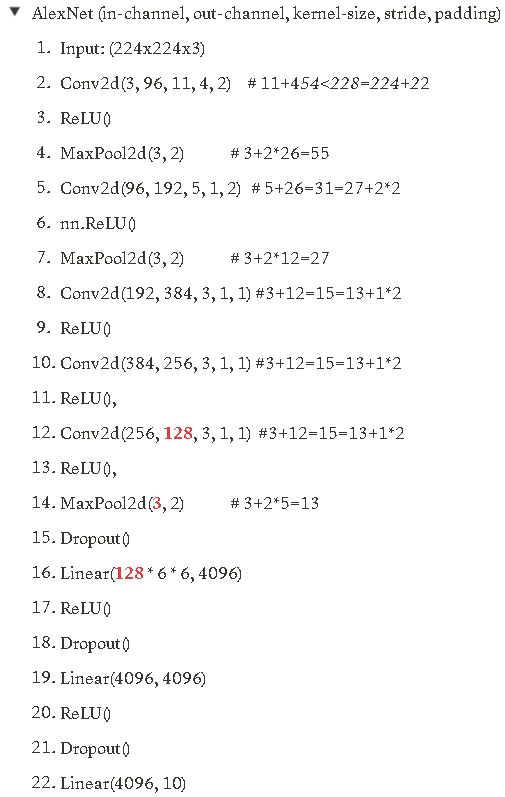 ▼ AlexNet (in-channel, out-channel, kernel-size, stride, padding)
1. Input: (224x224x3)
2. Conv2d(3, 96, 11, 4, 2) # 11+454<228=224+22
3. ReLU()
4. MaxPool2d(3, 2) # 3+2*26=55
5. Conv2d(96, 192, 5, 1, 2) # 5+26=31=27+2*2
6. nn.ReLU()
7. MaxPool2d(3, 2) # 3+2*12=27
8. Conv2d(192, 384, 3, 1, 1) #3+12=15=13+1*2
9. ReLU()
10. Conv2d(384, 256, 3, 1, 1) #3+12=15=13+1*2
11. ReLU(),
12. Conv2d(256, 128, 3, 1, 1) #3+12=15=13+1*2
13. ReLU(),
14. MaxPool2d(3, 2) # 3+2*5=13
15. Dropout()
16. Linear(128 * 6 * 6, 4096)
17. ReLU()
18. Dropout()
19. Linear(4096, 4096)
20. ReLU()
21. Dropout()
22. Linear(4096, 10)